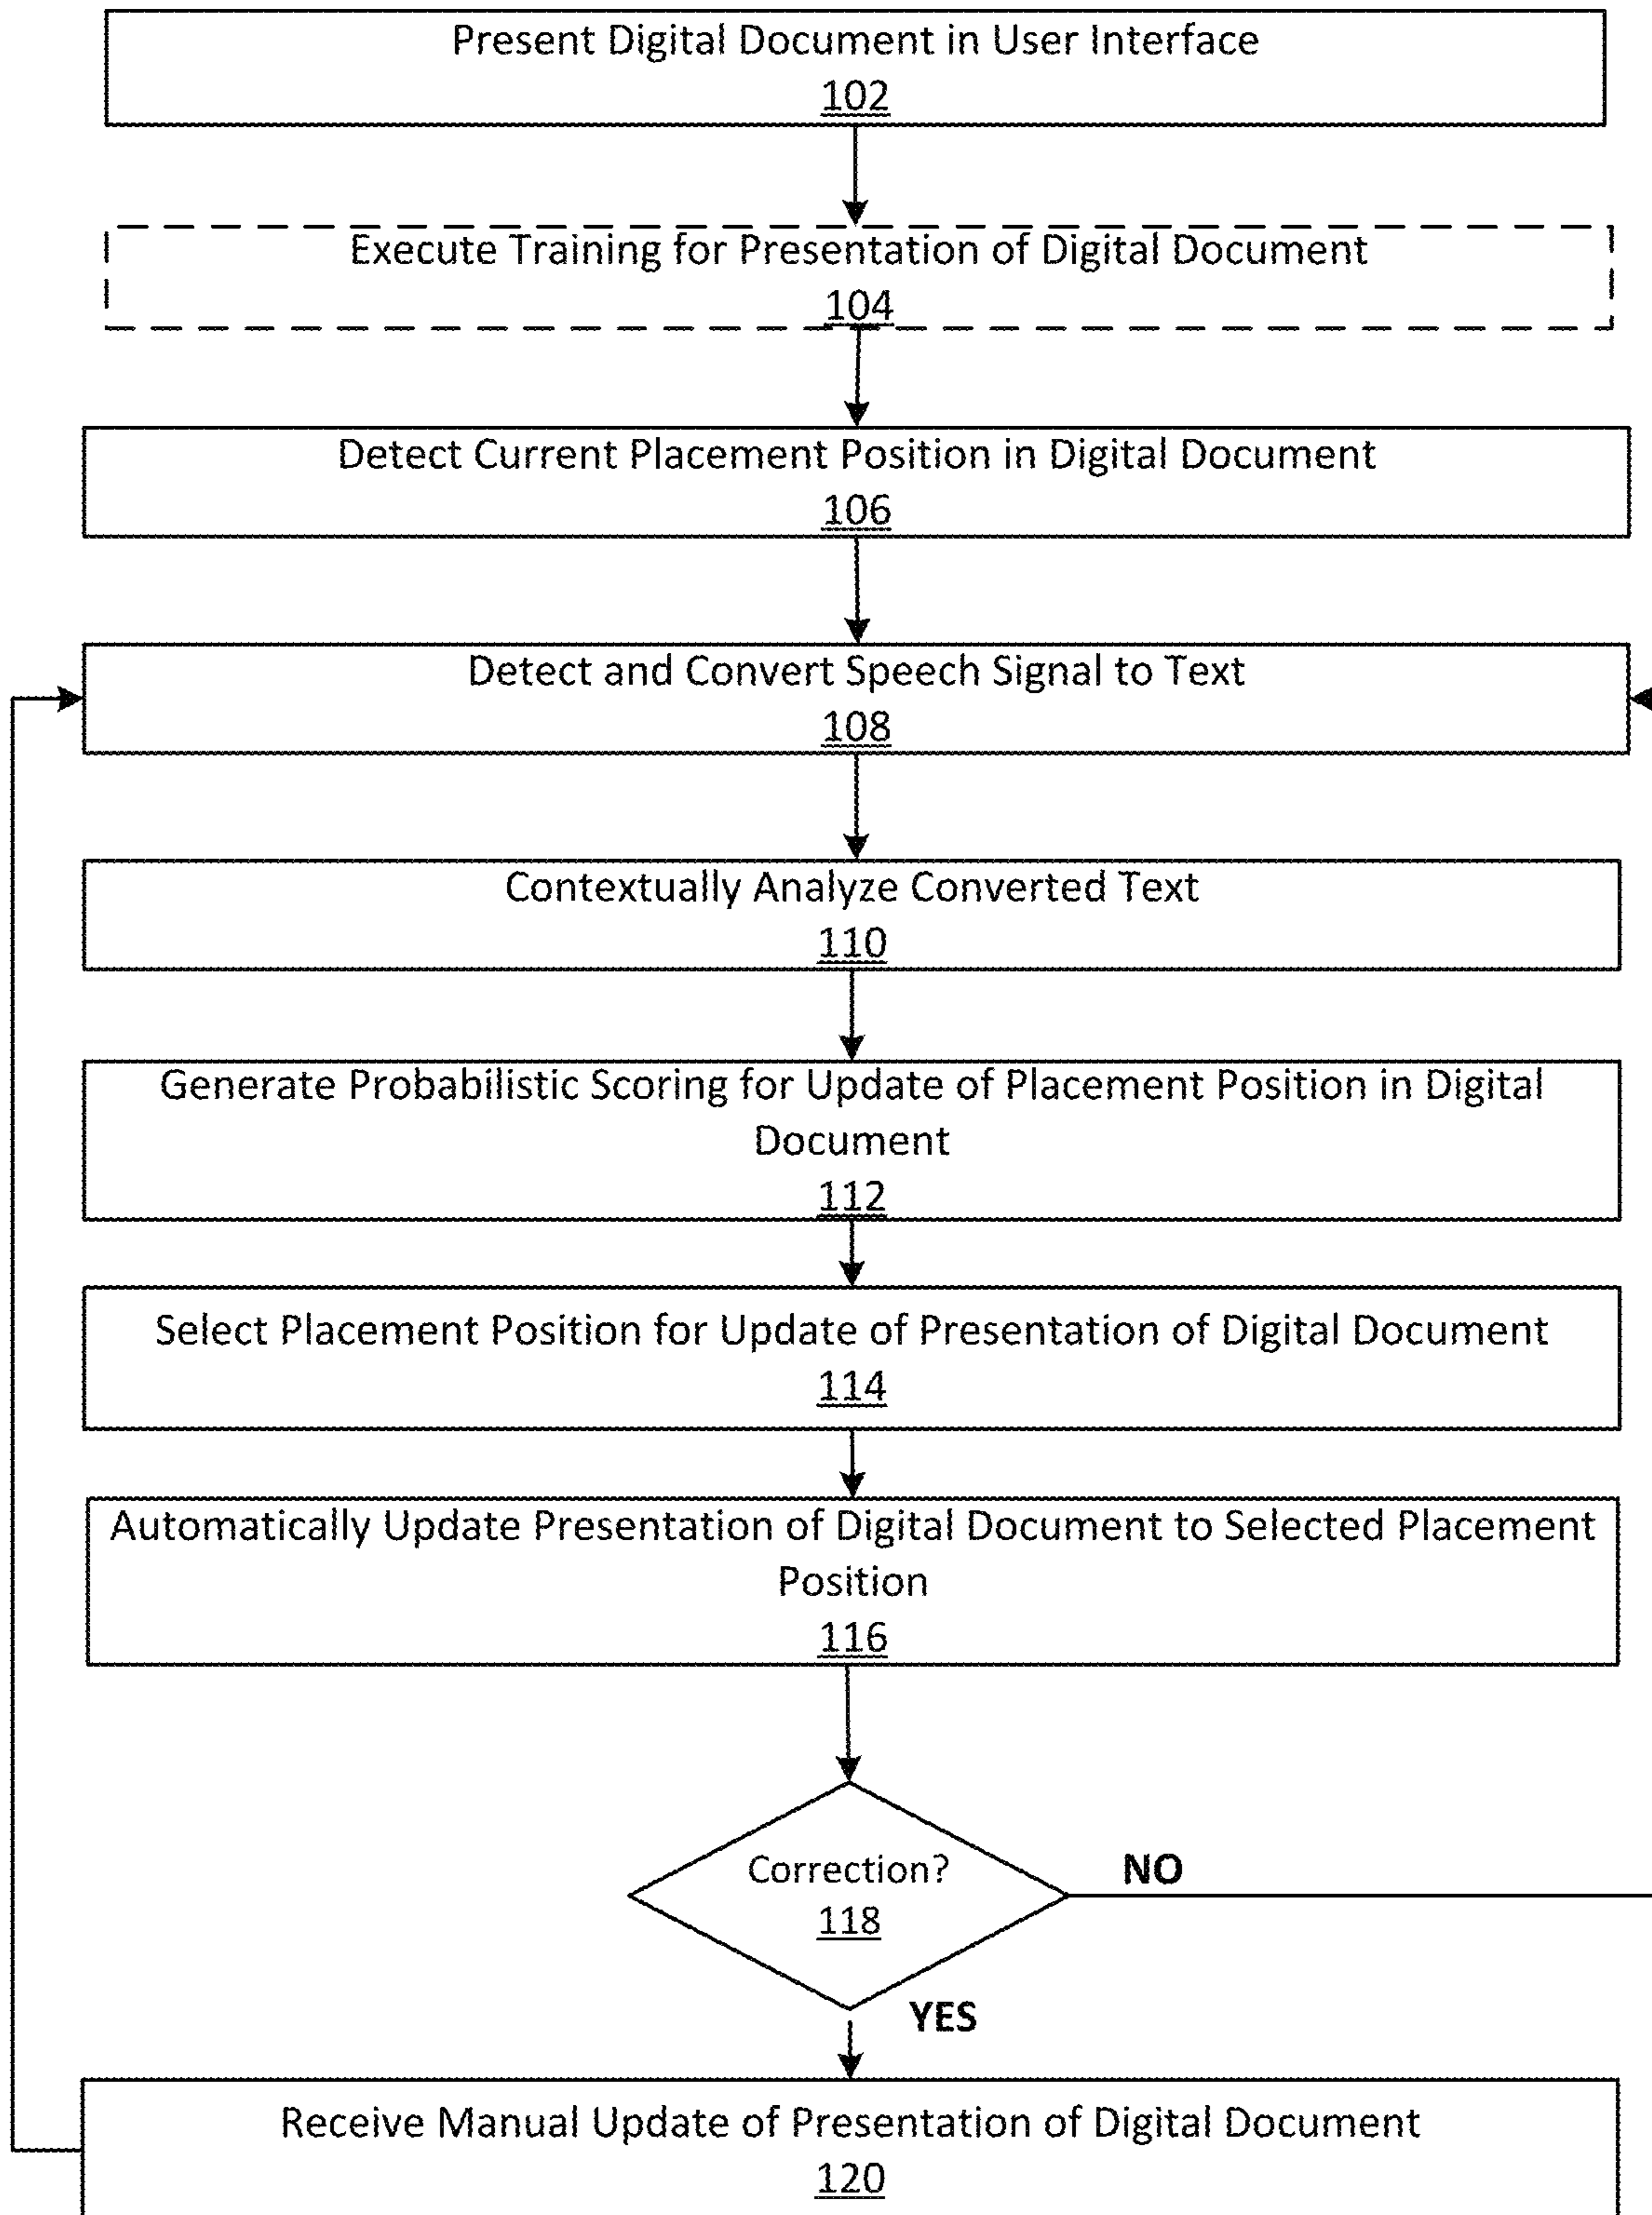 Present Digital Document in User Interface
102
Execute Training for Presentation of Digital Document
104
Detect Current Placement Position in Digital Document
106
Detect and Convert Speech Signal to Text
108
Contextually Analyze Converted Text
110
Generate Probabilistic Scoring for Update of Placement Position in Digital
Document
112
Select Placement Position for Update of Presentation of Digital Document
114
Automatically Update Presentation of Digital Document to Selected Placement
Position
116
Correction?
118
NO
YES
Receive Manual Update of Presentation of Digital Document
120